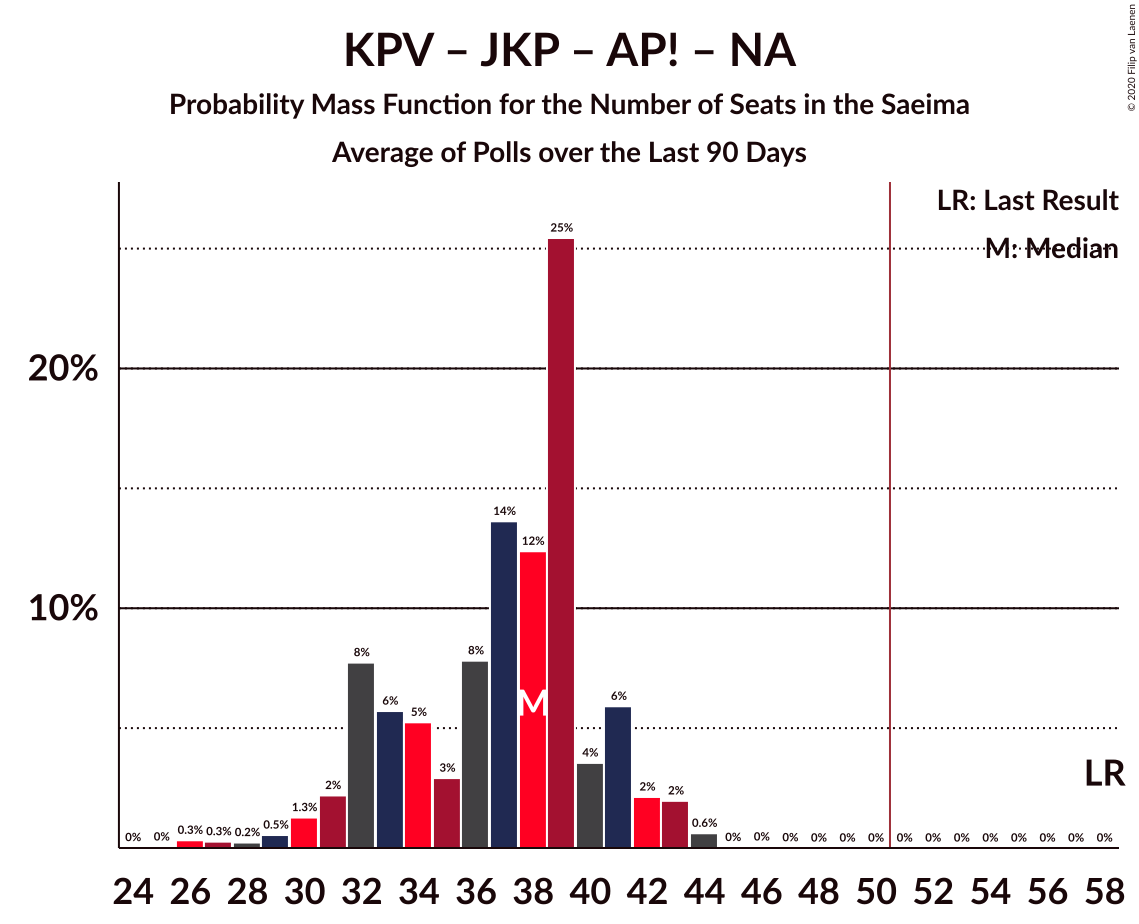 KPV – JKP – AP! – NA
Probability Mass Function for the Number of Seats in the Saeima
Average of Polls over the Last 90 Days
© 2020 Filip van Laenen
LR: Last Result
M: Median
25%
20%
14%
12%
10%
8%
8%
6%
6%
5%
M
4%
3%
LR
2%
2%
2%
1.3%
0% 0% 0.3% 0.3% 0.2% 0.5% 0.6% 0% 0% 0% 0% 0% 0% 0% 0% 0% 0% 0% 0% 0% 0%
24 26 28 30 32 34 36 38 40 42 44 46 48 50 52 54 56 58